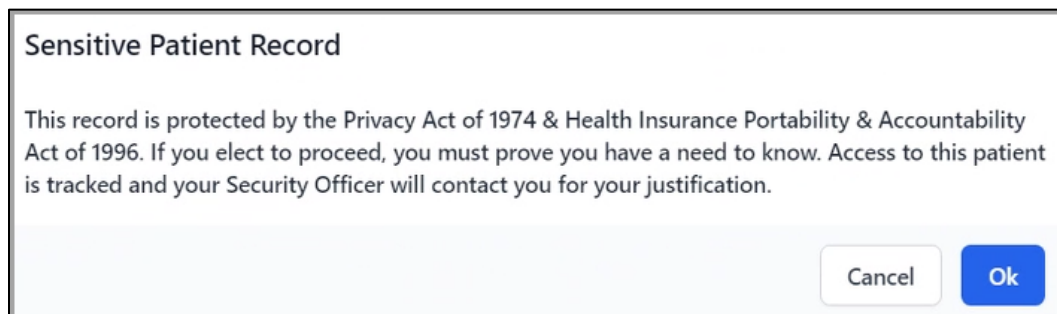 Sensitive Patient Record
This record is protected by the Privacy Act of 1974 & Health Insurance Portability & Accountability
Act of 1996. If you elect to proceed, you must prove you have a need to know. Access to this patient
is tracked and your Security Officer will contact you for your justification.
Cancel
Ok